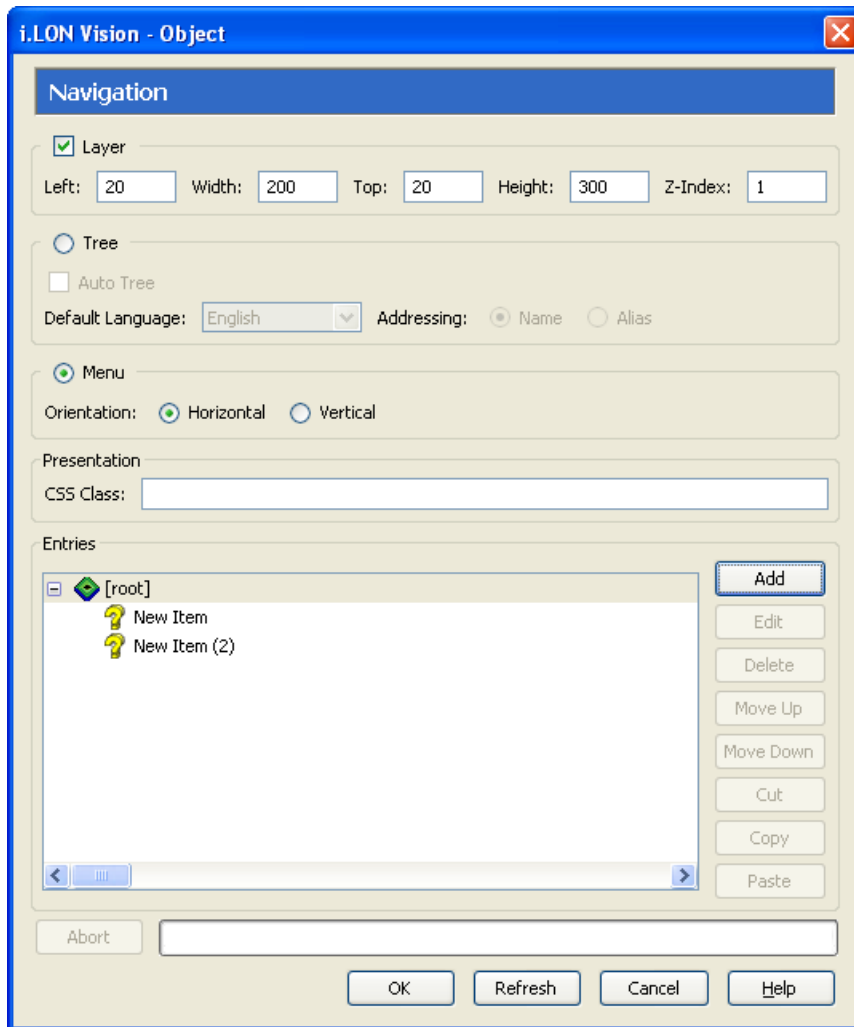 i.LON Vision - Object
Navigation
Layer
Left: 20 Width: 200 Top: 20 Height: 300 Z-Index: 1
Tree
Auto Tree
Default Language: English Addressing: Name Alias
Menu
Orientation: Horizontal Vertical
Presentation
CSS Class:
Entries
[root]
New Item
New Item (2)
Add
Edit
Delete
Move Up
Move Down
Cut
Copy
Paste
Abort
OK Refresh Cancel Help